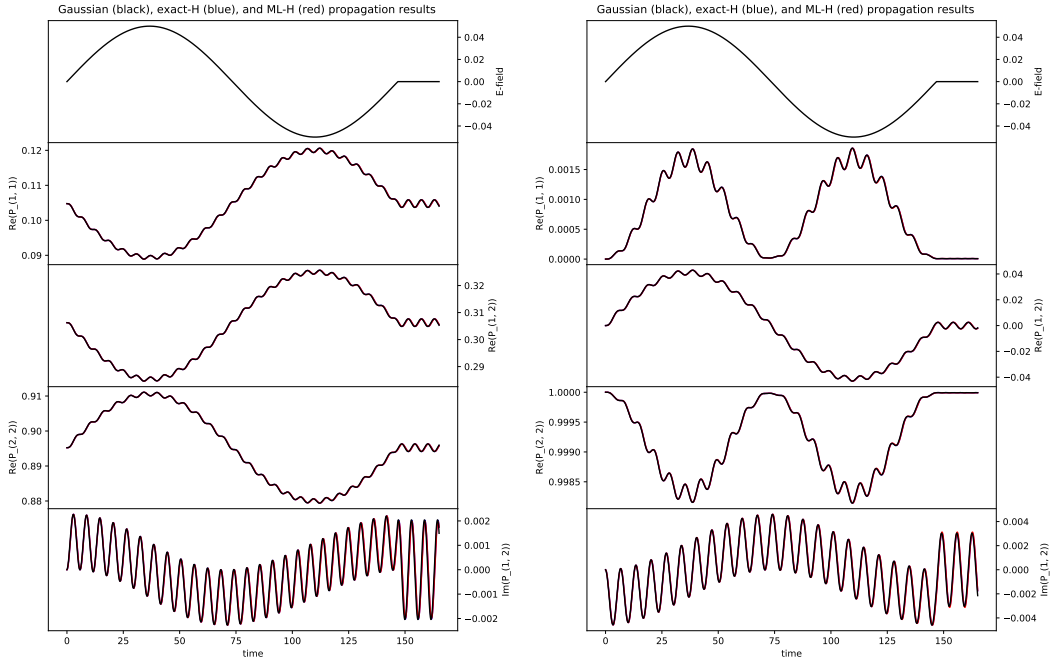 Gaussian (black), exact-H (blue), and ML-H (red) propagation results
0.04
0.02
0.00
−0.02
−0.04
E-field
0.12
0.11
0.10
0.09
Re(P_(1, 1))
0.32
0.31
0.30
0.29
Re(P_(1, 2))
0.91
0.90
0.89
0.88
Re(P_(2, 2))
0.002
0.001
0.000
−0.001
−0.002
Im(P_(1, 2))
0 25 50 75 100 125 150
time
Gaussian (black), exact-H (blue), and ML-H (red) propagation results
0.04
0.02
0.00
−0.02
−0.04
E-field
0.0015
0.0010
0.0005
0.0000
Re(P_(1, 1))
0.04
0.02
0.00
−0.02
−0.04
Re(P_(1, 2))
1.0000
0.9995
0.9990
0.9985
Re(P_(2, 2))
0.004
0.002
0.000
−0.002
−0.004
Im(P_(1, 2))
0 25 50 75 100 125 150
time